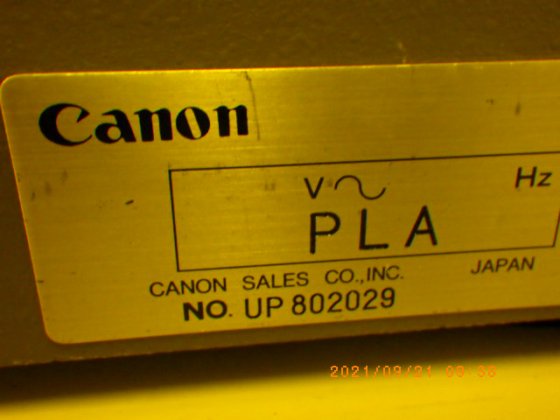 Canon
V Hz
PLA
CANON SALES CO.,INC. JAPAN
NO. UP 802029